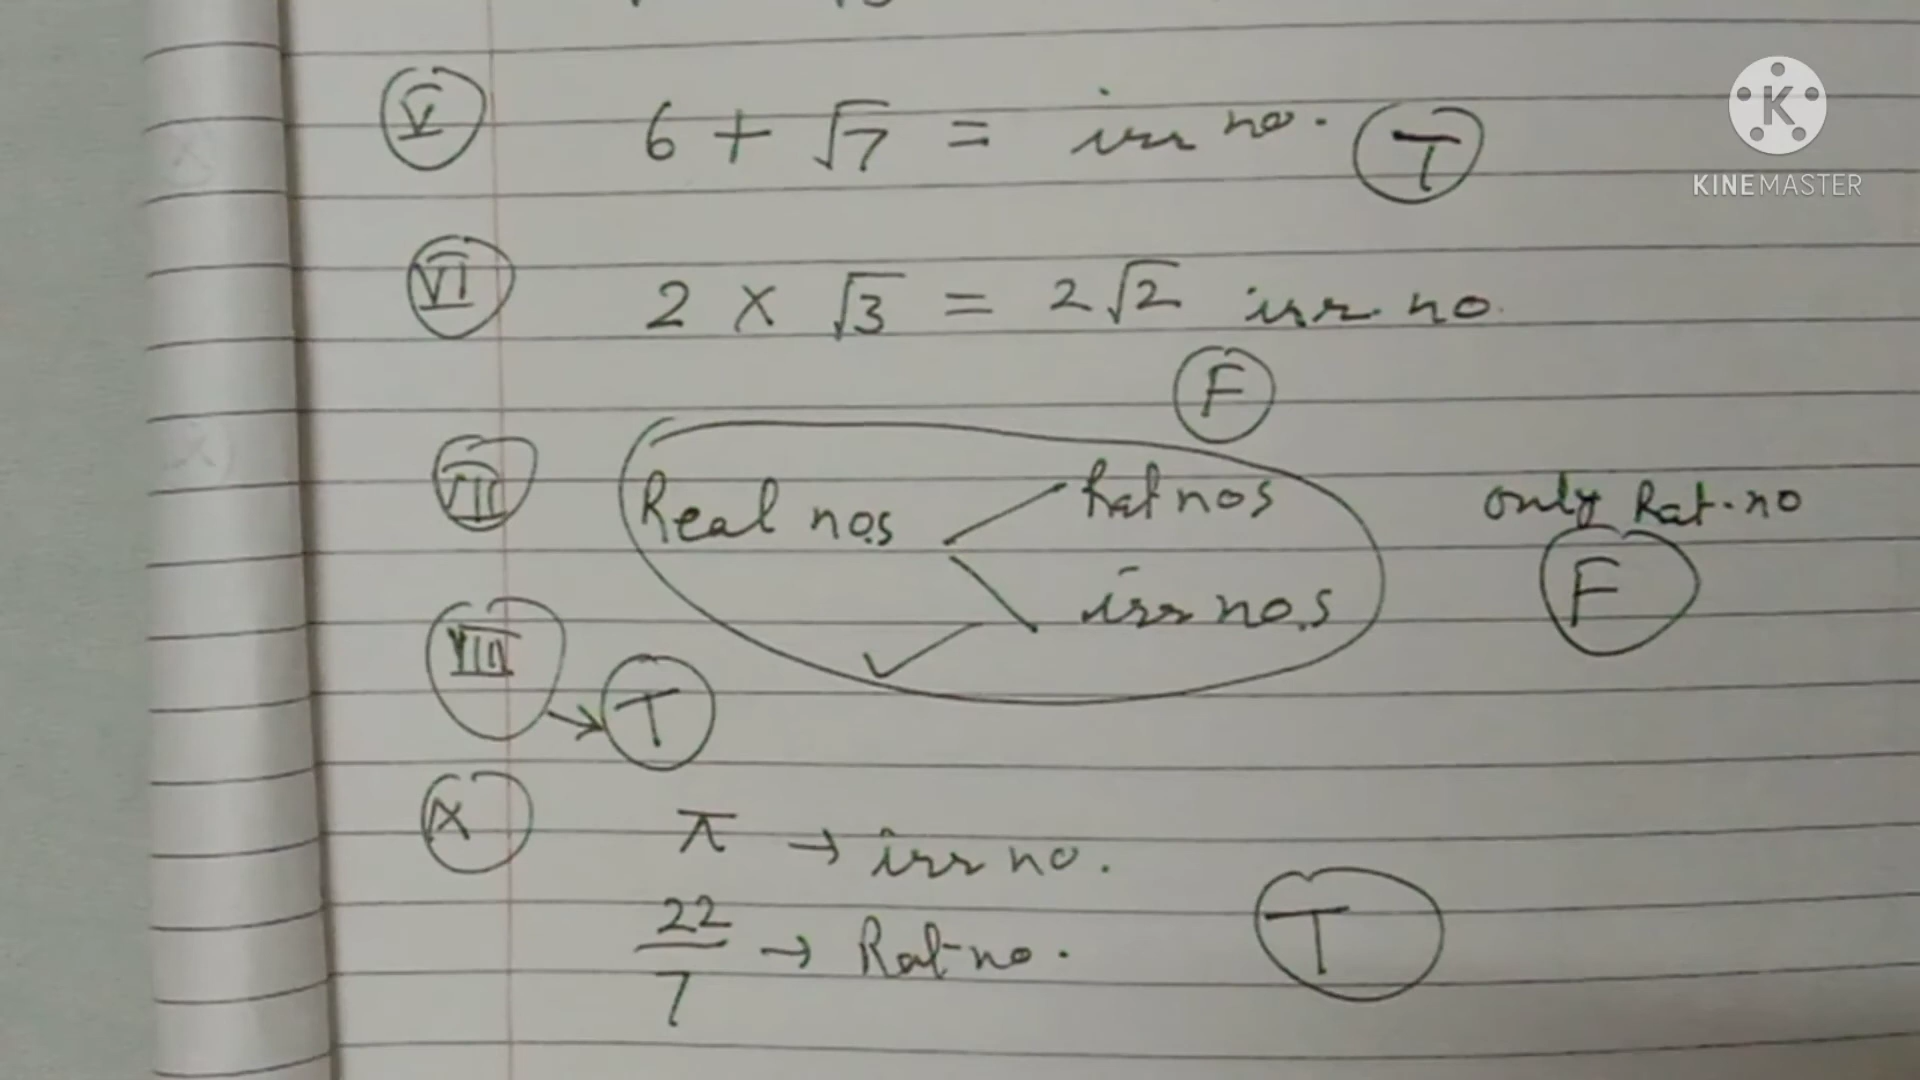 V 6 + √7 = irr no. T
KINEMASTER
VI 2 × √3 = 2√2 irr no.
F
VII Real nos Rat nos only Rat. no
irr nos F
VIII → T
X π → irr no.
22/7 → Rat-no. T